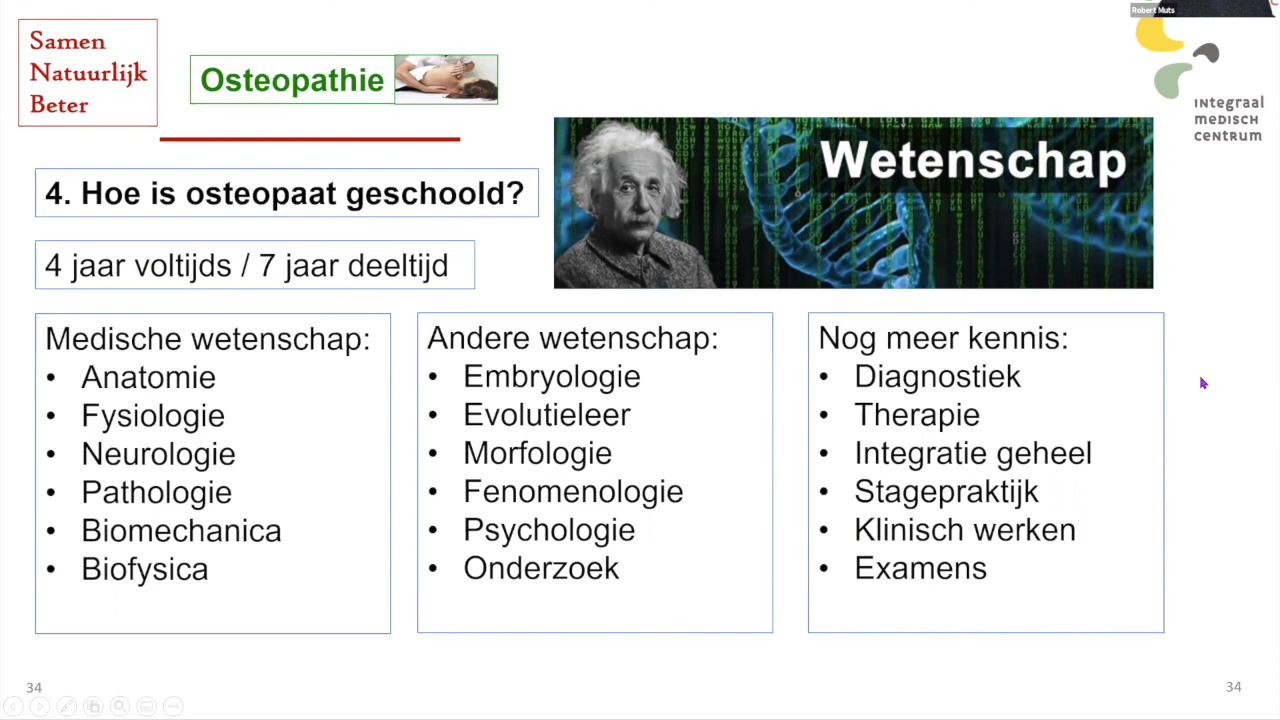 Robert Muts
Samen
Natuurlijk
Beter
Osteopathie
INTEGRAAL
MEDISCH
CENTRUM
Wetenschap
4. Hoe is osteopaat geschoold?
4 jaar voltijds / 7 jaar deeltijd
Medische wetenschap:
• Anatomie
• Fysiologie
• Neurologie
• Pathologie
• Biomechanica
• Biofysica
Andere wetenschap:
• Embryologie
• Evolutieleer
• Morfologie
• Fenomenologie
• Psychologie
• Onderzoek
Nog meer kennis:
• Diagnostiek
• Therapie
• Integratie geheel
• Stagepraktijk
• Klinisch werken
• Examens
34
34